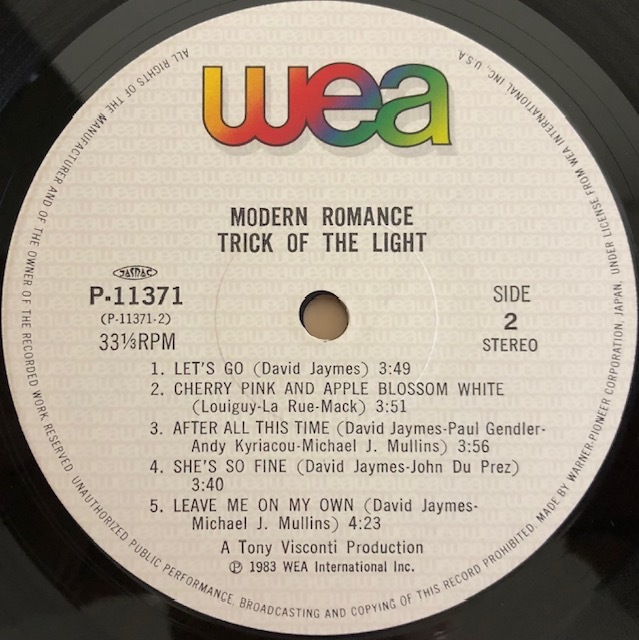 wea
MODERN ROMANCE
TRICK OF THE LIGHT
JASRAC
P-11371
(P-11371-2)
33⅓RPM
SIDE
2
STEREO
1. LET'S GO (David Jaymes) 3:49
2. CHERRY PINK AND APPLE BLOSSOM WHITE
(Louiguy-La Rue-Mack) 3:51
3. AFTER ALL THIS TIME (David Jaymes-Paul Gendler-
Andy Kyriacou-Michael J. Mullins) 3:56
4. SHE'S SO FINE (David Jaymes-John Du Prez)
3:40
5. LEAVE ME ON MY OWN (David Jaymes-
Michael J. Mullins) 4:23
A Tony Visconti Production
Ⓟ 1983 WEA International Inc.
ALL RIGHTS OF THE MANUFACTURER AND OF THE OWNER OF THE RECORDED WORK RESERVED. UNAUTHORIZED PUBLIC PERFORMANCE, BROADCASTING AND COPYING OF THIS RECORD PROHIBITED. MADE BY WARNER-PIONEER CORPORATION, JAPAN, UNDER LICENSE FROM WEA INTERNATIONAL INC., U.S.A.